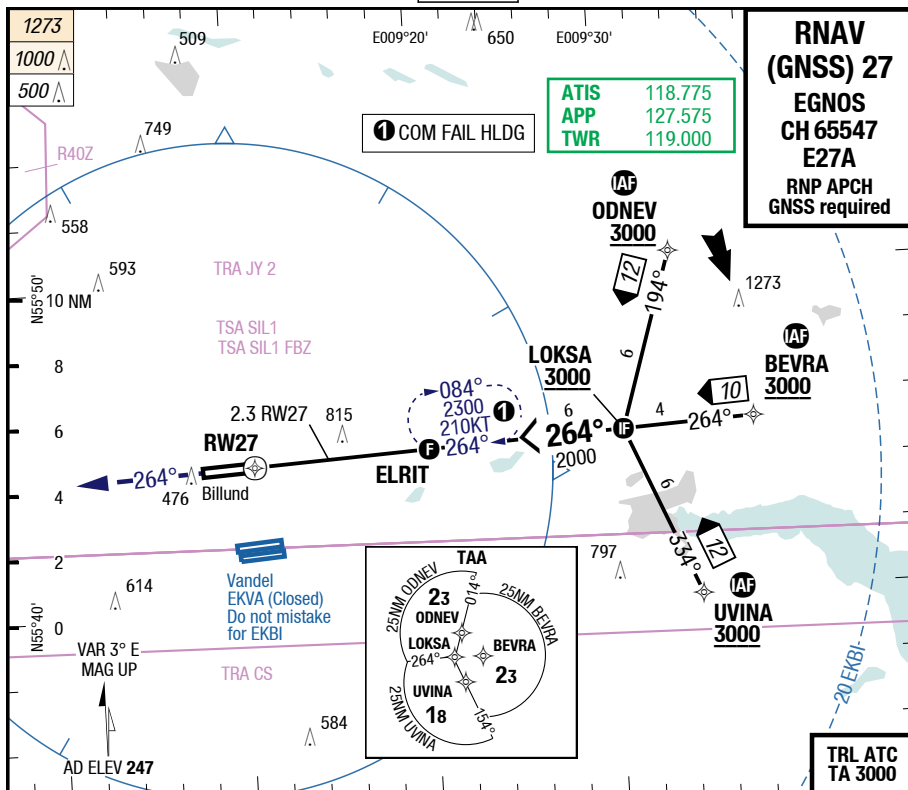 1273
1000
500
509
E009°20'
650
E009°30'
RNAV
(GNSS) 27
EGNOS
CH 65547
E27A
RNP APCH
GNSS required
ATIS 118.775
APP 127.575
TWR 119.000
1 COM FAIL HLDG
749
R40Z
558
593
N55°50'
10 NM
TRA JY 2
TSA SIL1
TSA SIL1 FBZ
IAF
ODNEV
3000
12
194°
6
1273
IAF
BEVRA
3000
10
264°
4
LOKSA
3000
IF
8
6
4
2
0
2.3 RW27
815
RW27
084°
2300
210KT
264°
1
6
264°
2000
F
ELRIT
264°
476
Billund
6
334°
12
IAF
UVINA
3000
797
Vandel
EKVA (Closed)
Do not mistake
for EKBI
614
N55°40'
VAR 3° E
MAG UP
TRA CS
584
AD ELEV 247
TAA
25NM ODNEV
23
ODNEV
014°
25NM BEVRA
LOKSA
264°
BEVRA
23
UVINA
18
25NM UVINA
154°
20 EKBI
TRL ATC
TA 3000